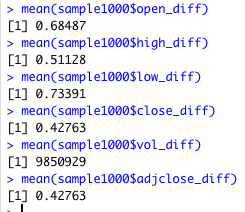 > mean(sample1000$open_diff)
[1] 0.68487
> mean(sample1000$high_diff)
[1] 0.51128
> mean(sample1000$low_diff)
[1] 0.73391
> mean(sample1000$close_diff)
[1] 0.42763
> mean(sample1000$vol_diff)
[1] 9850929
> mean(sample1000$adjclose_diff)
[1] 0.42763
>